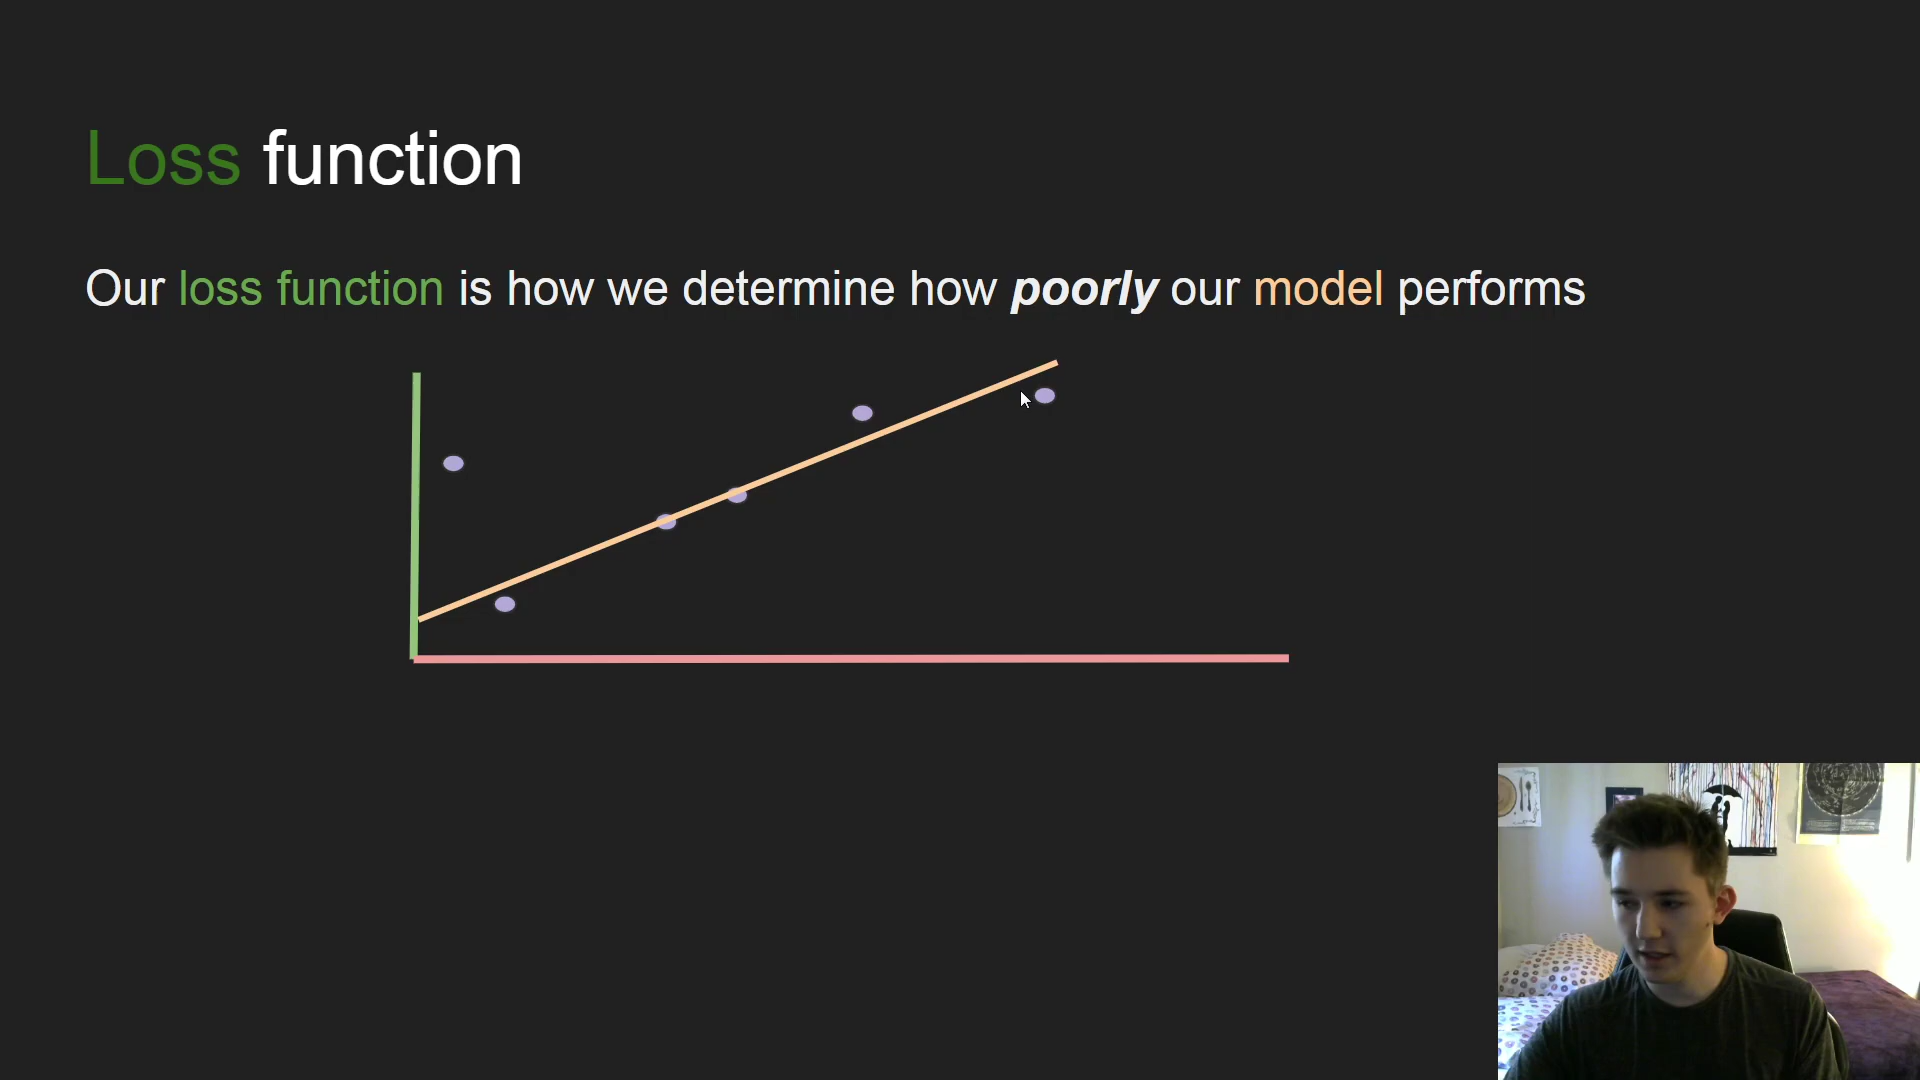 Loss function
Our loss function is how we determine how poorly our model performs